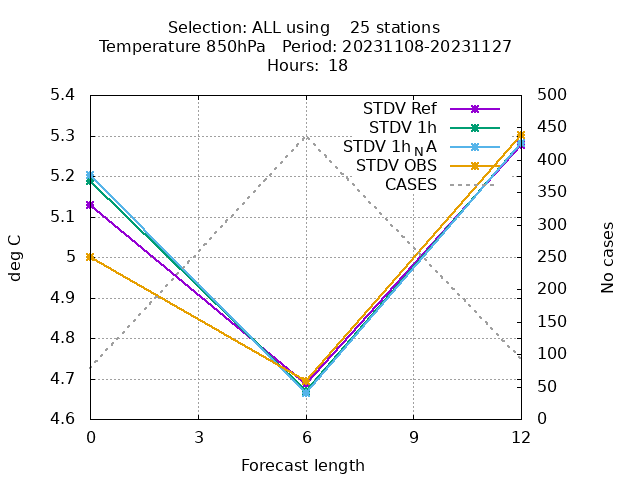 Selection: ALL using    25 stations
Temperature 850hPa   Period: 20231108-20231127
Hours:  18
5.4
5.3
5.2
5.1
5
4.9
4.8
4.7
4.6
deg C
500
450
400
350
300
250
200
150
100
50
0
No cases
STDV Ref
STDV 1h
STDV 1h_N A
STDV OBS
CASES
0 3 6 9 12
Forecast length